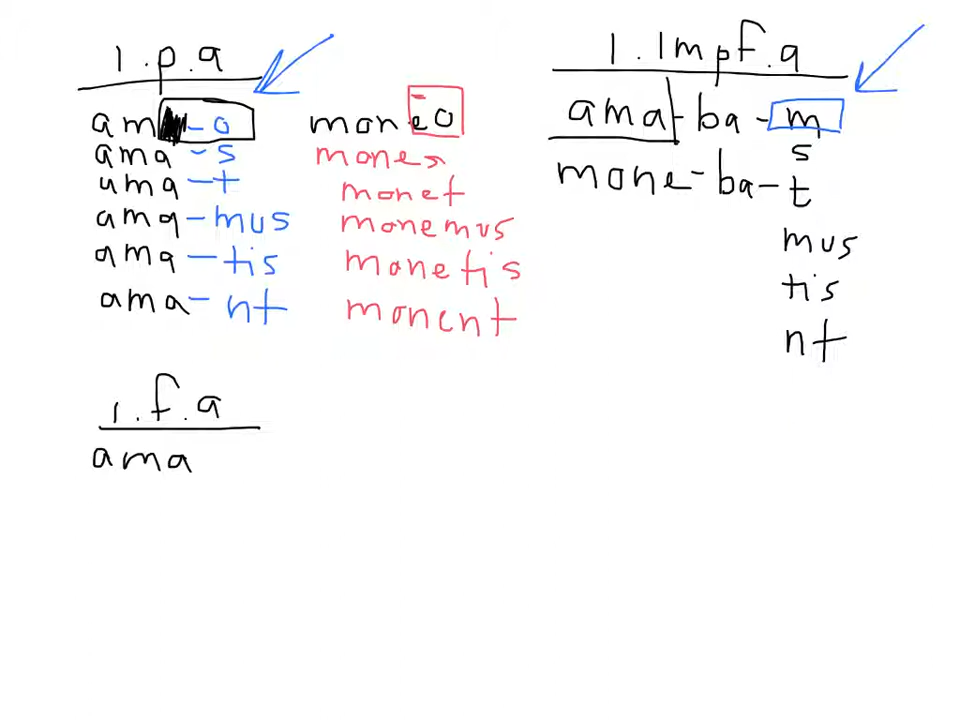 1.p.a
am -o
ama-s
ama-t
ama-mus
ama-tis
ama-nt
moneo
mones
monet
monemus
monetis
monent
1.Impf.a
ama-ba-m
s
mone-ba-t
mus
tis
nt
1.f.a
ama